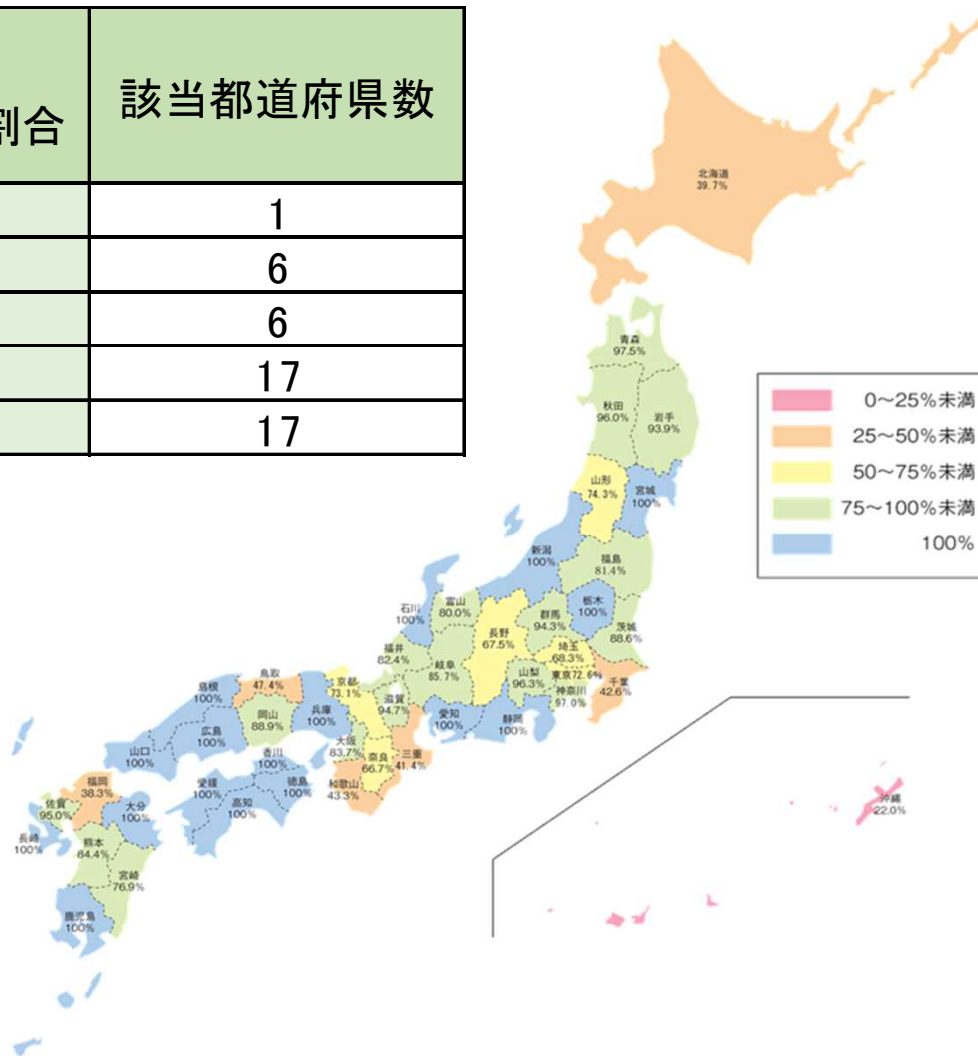 割合
該当都道府県数
1
6
6
17
17
北海道
39.7%
青森
97.5%
秋田
96.0%
岩手
93.9%
山形
74.3%
宮城
100%
新潟
100%
福島
81.4%
石川
100%
富山
80.0%
栃木
100%
群馬
94.3%
茨城
88.6%
長野
67.5%
福井
82.4%
岐阜
85.7%
埼玉
68.3%
山梨
96.3%
東京72.6%
神奈川
97.0%
千葉
42.6%
鳥取
47.4%
京都
73.1%
滋賀
94.7%
島根
100%
岡山
88.9%
兵庫
100%
愛知
100%
静岡
100%
広島
100%
大阪
83.7%
奈良
66.7%
三重
41.4%
山口
100%
香川
100%
和歌山
43.3%
愛媛
100%
徳島
100%
高知
100%
福岡
38.3%
佐賀
95.0%
大分
100%
長崎
100%
熊本
84.4%
宮崎
76.9%
鹿児島
100%
沖縄
22.0%
0～25%未満
25～50%未満
50～75%未満
75～100%未満
100%